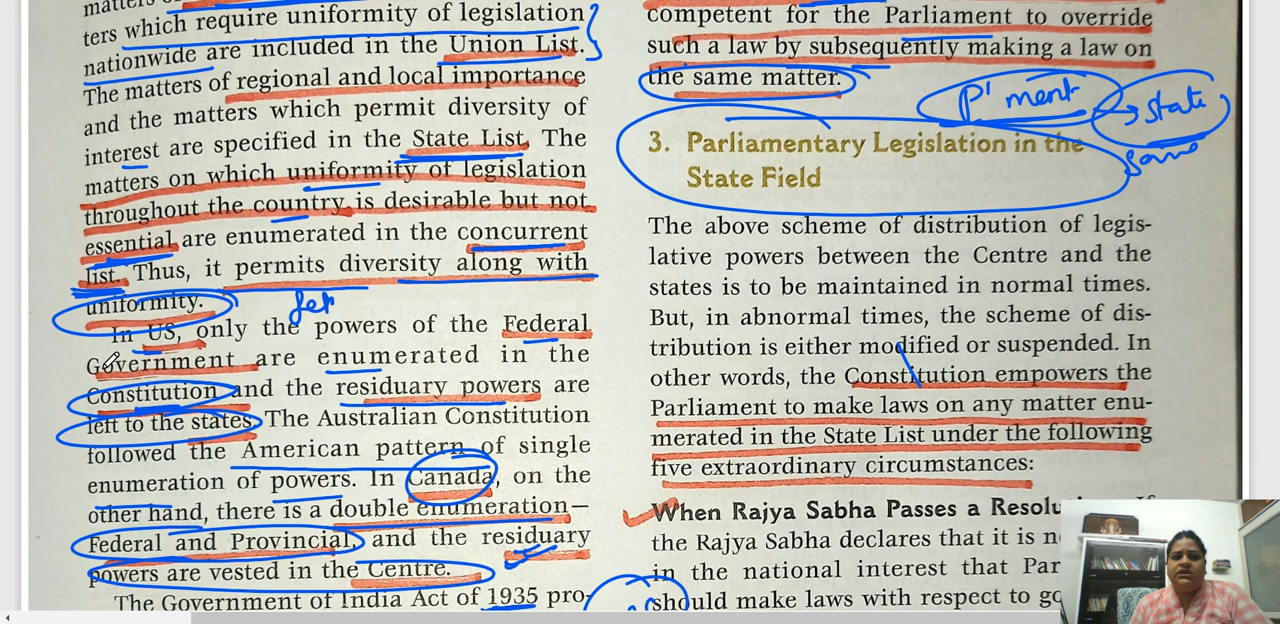 matters
ters which require uniformity of legislation
nationwide are included in the Union List.
The matters of regional and local importance
and the matters which permit diversity of
interest are specified in the State List. The
matters on which uniformity of legislation
throughout the country is desirable but not
essential are enumerated in the concurrent
list. Thus, it permits diversity along with
uniformity.
In US, only the powers of the Federal
Government are enumerated in the
Constitution and the residuary powers are
left to the states. The Australian Constitution
followed the American pattern of single
enumeration of powers. In Canada, on the
other hand, there is a double enumeration—
Federal and Provincial, and the residuary
powers are vested in the Centre.
The Government of India Act of 1935 pro-
competent for the Parliament to override
such a law by subsequently making a law on
the same matter.
P'ment → State
same
3. Parliamentary Legislation in the
State Field
The above scheme of distribution of legis-
lative powers between the Centre and the
states is to be maintained in normal times.
But, in abnormal times, the scheme of dis-
tribution is either modified or suspended. In
other words, the Constitution empowers the
Parliament to make laws on any matter enu-
merated in the State List under the following
five extraordinary circumstances:
When Rajya Sabha Passes a
the Rajya Sabha declares that it is
in the national interest that
should make laws with respect to